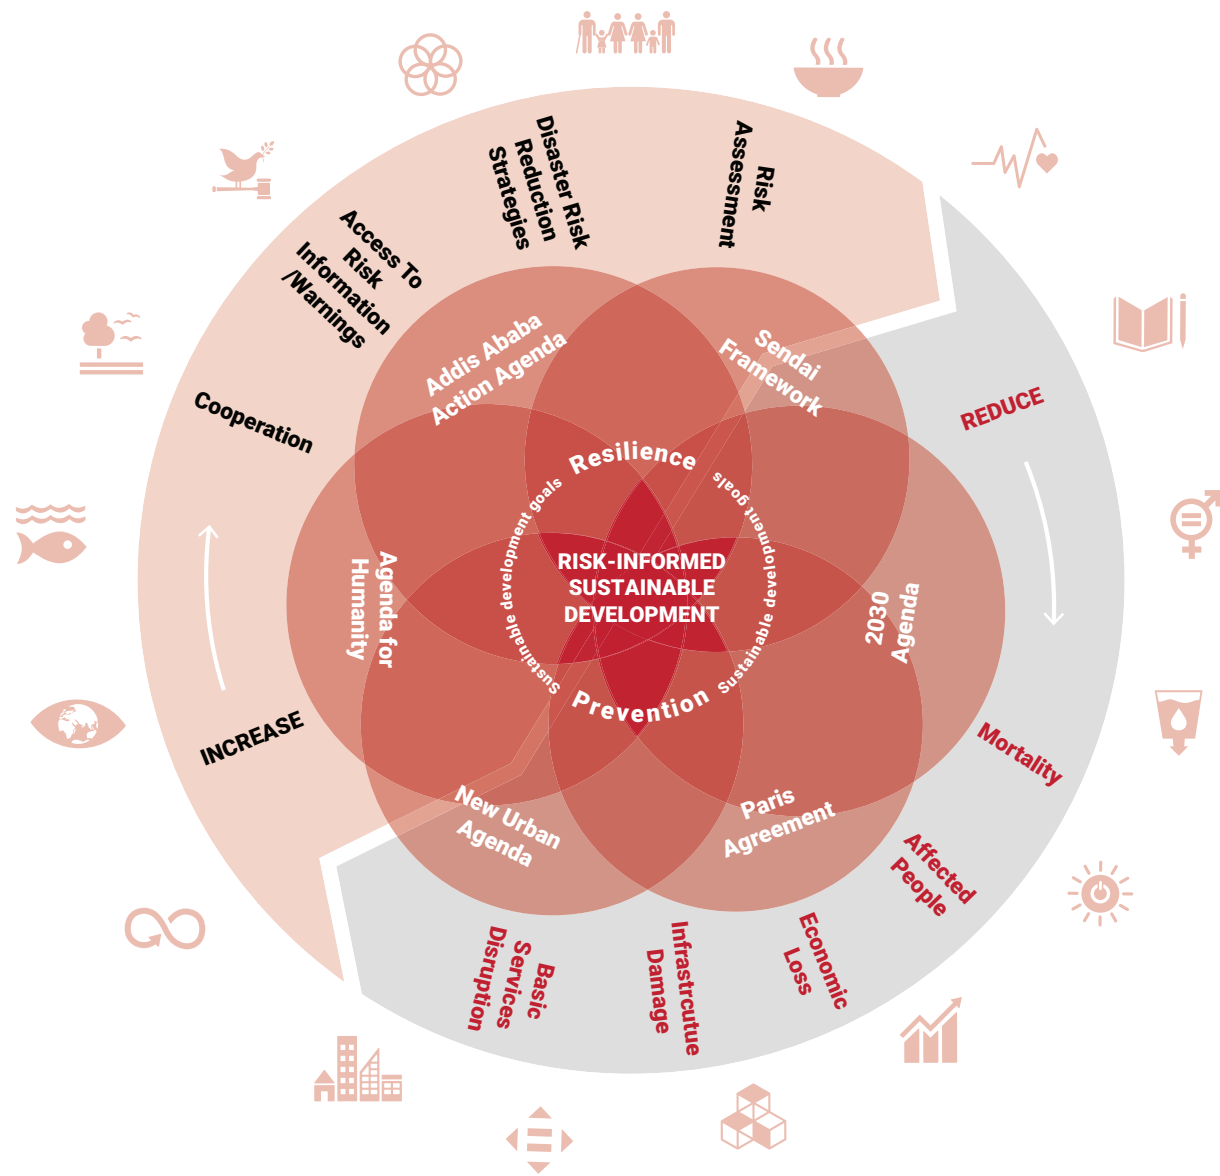 Disaster Risk
Reduction
Strategies
Risk
Assessment
Access To
Risk
Information
/Warnings
Cooperation
INCREASE
REDUCE
Mortality
Affected
People
Economic
Loss
Infrastrcutue
Damage
Basic
Services
Disruption
Addis Ababa
Action Agenda
Sendai
Framework
Agenda for
Humanity
2030
Agenda
New Urban
Agenda
Paris
Agreement
Resilience
Sustainable development goals
Sustainable development goals
RISK-INFORMED
SUSTAINABLE
DEVELOPMENT
Prevention